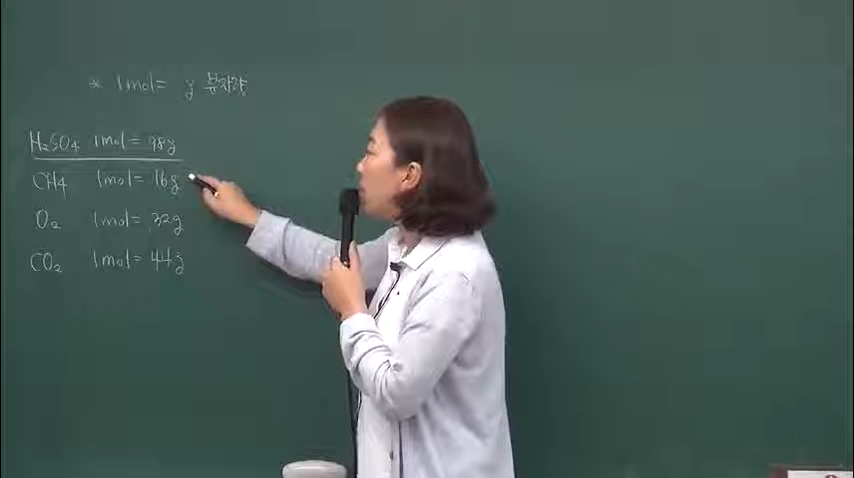 * 1mol = g 분자량
H₂SO₄ 1mol = 98g
CH4 1mol = 16g
O₂ 1mol = 32g
CO₂ 1mol = 44g